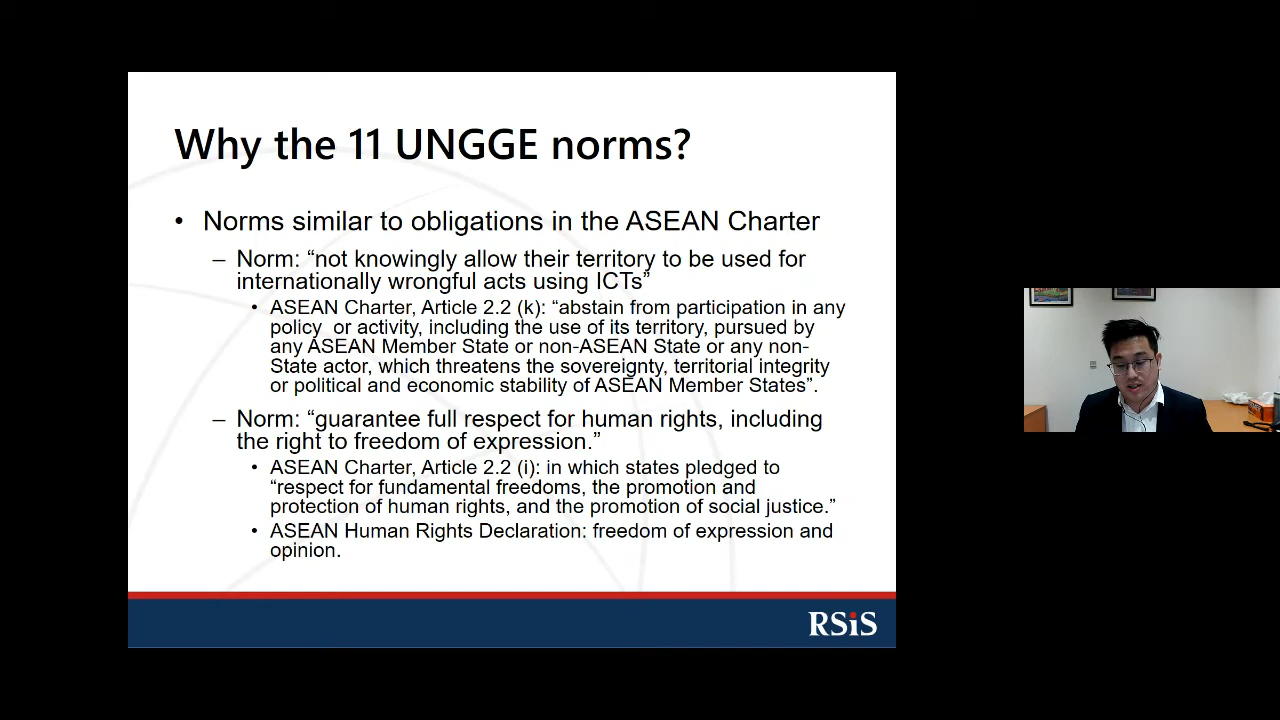 Why the 11 UNGGE norms?
• Norms similar to obligations in the ASEAN Charter
– Norm: “not knowingly allow their territory to be used for
internationally wrongful acts using ICTs”
• ASEAN Charter, Article 2.2 (k): “abstain from participation in any
policy  or activity, including the use of its territory, pursued by
any ASEAN Member State or non-ASEAN State or any non-
State actor, which threatens the sovereignty, territorial integrity
or political and economic stability of ASEAN Member States”.
– Norm: “guarantee full respect for human rights, including
the right to freedom of expression.”
• ASEAN Charter, Article 2.2 (i): in which states pledged to
“respect for fundamental freedoms, the promotion and
protection of human rights, and the promotion of social justice.”
• ASEAN Human Rights Declaration: freedom of expression and
opinion.
RSiS